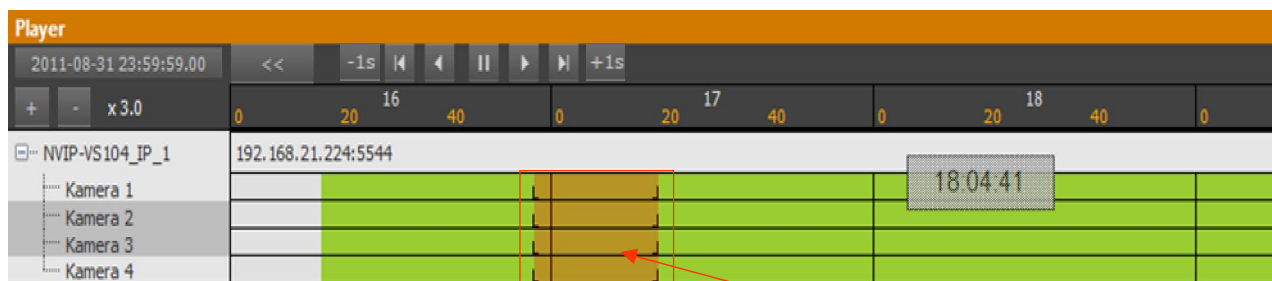 Player
2011-08-31 23:59:59.00 << -1s +1s
+ - x 3.0
16 17 18
0 20 40 0 20 40 0 20 40 0
NVIP-VS104_IP_1 192.168.21.224:5544
Kamera 1 18:04:41
Kamera 2
Kamera 3
Kamera 4